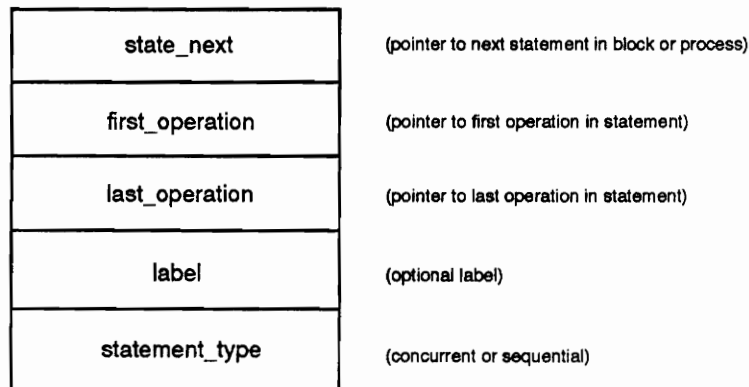 state_next (pointer to next statement in block or process)
first_operation (pointer to first operation in statement)
last_operation (pointer to last operation in statement)
label (optional label)
statement_type (concurrent or sequential)